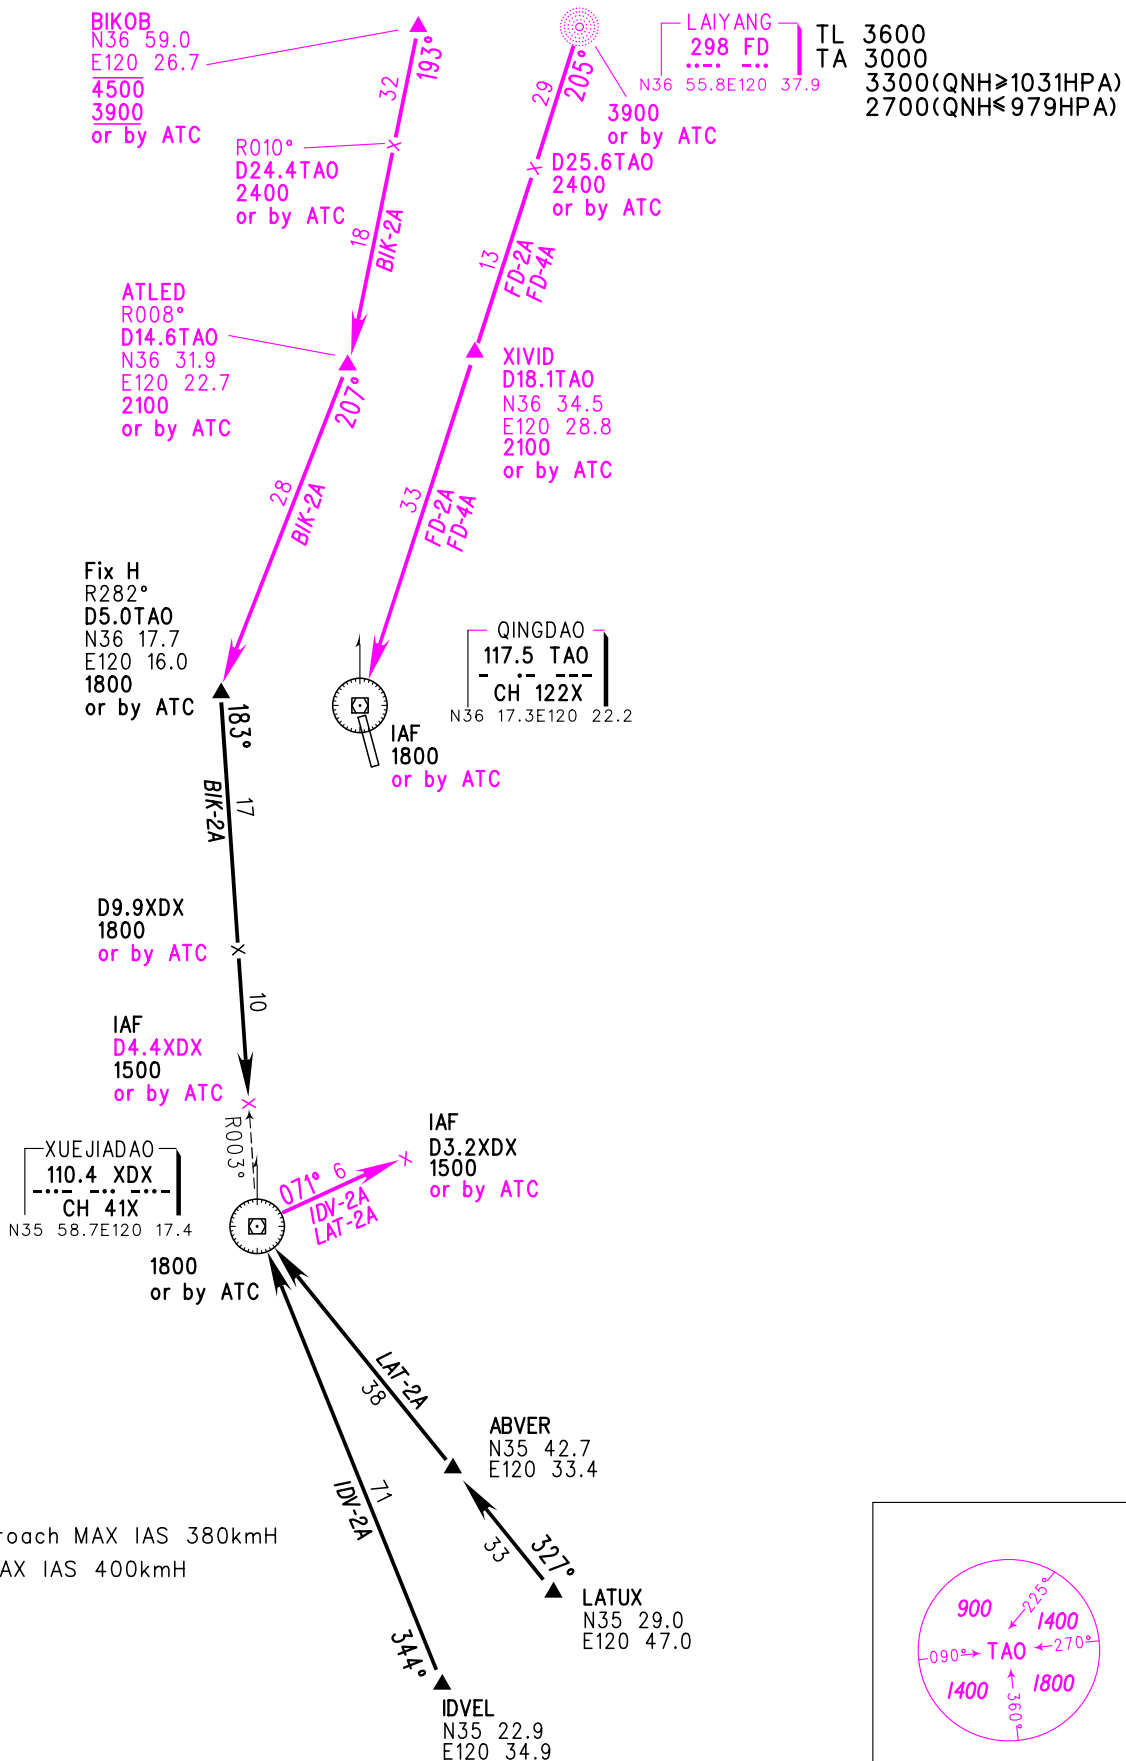 BIKOB
N36 59.0
E120 26.7
4500
3900
or by ATC
193°
32
LAIYANG
298 FD
N36 55.8E120 37.9
205°
29
3900
or by ATC
TL 3600
TA 3000
3300(QNH≥1031HPA)
2700(QNH≤979HPA)
R010°
D24.4TAO
2400
or by ATC
18
BIK-2A
D25.6TAO
2400
or by ATC
13
FD-2A
FD-4A
ATLED
R008°
D14.6TAO
N36 31.9
E120 22.7
2100
or by ATC
207°
28
BIK-2A
XIVID
D18.1TAO
N36 34.5
E120 28.8
2100
or by ATC
33
FD-2A
FD-4A
Fix H
R282°
D5.0TAO
N36 17.7
E120 16.0
1800
or by ATC
183°
QINGDAO
117.5 TAO
CH 122X
N36 17.3E120 22.2
IAF
1800
or by ATC
BIK-2A
17
D9.9XDX
1800
or by ATC
10
IAF
D4.4XDX
1500
or by ATC
R003°
XUEJIADAO
110.4 XDX
CH 41X
N35 58.7E120 17.4
1800
or by ATC
071° 6
IDV-2A
LAT-2A
IAF
D3.2XDX
1500
or by ATC
LAT-2A
38
ABVER
N35 42.7
E120 33.4
IDV-2A
71
33
327°
LATUX
N35 29.0
E120 47.0
344°
IDVEL
N35 22.9
E120 34.9
roach MAX IAS 380kmH
AX IAS 400kmH
900
225°
1400
090°
TAO
270°
1400
360°
1800